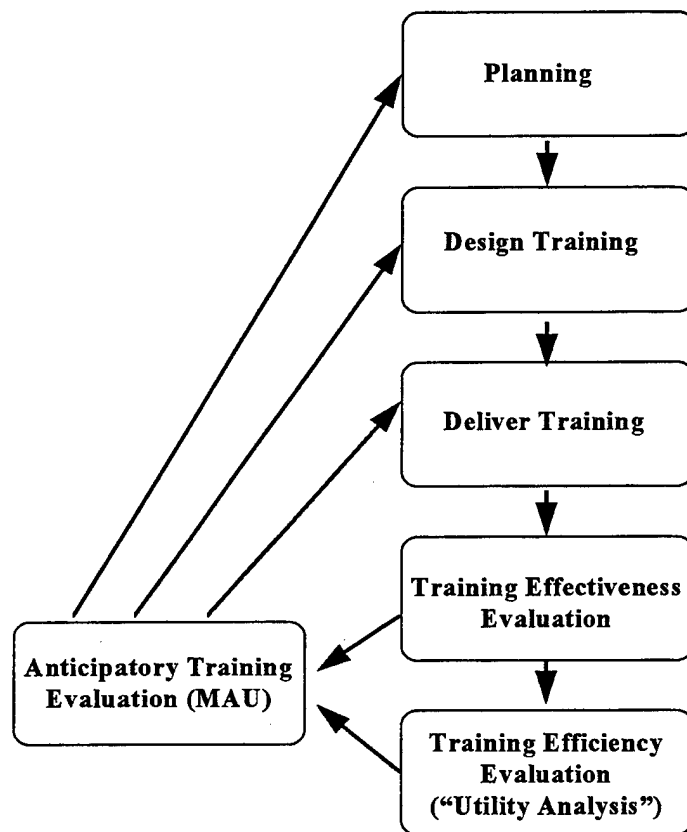 Planning
Design Training
Deliver Training
Training Effectiveness
Evaluation
Anticipatory Training
Evaluation (MAU)
Training Efficiency
Evaluation
(“Utility Analysis”)